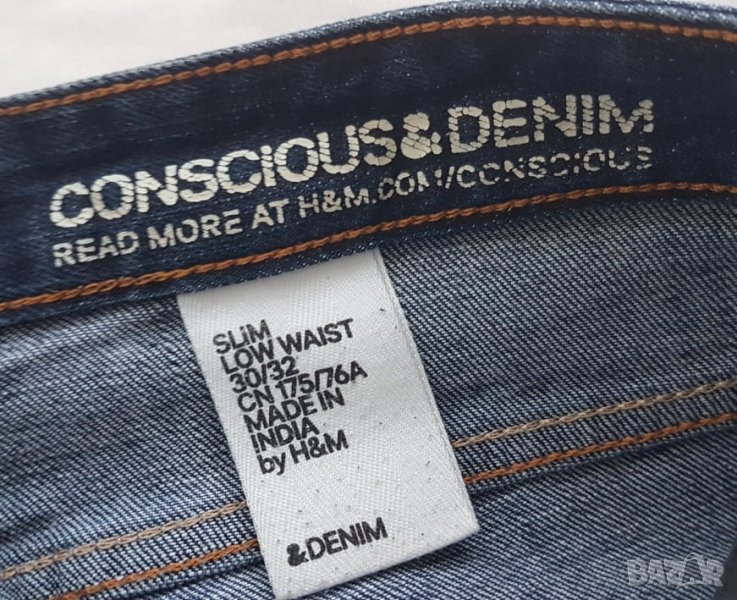 CONSCIOUS&DENIM
READ MORE AT H&M.COM/CONSCIOUS
SLIM
LOW WAIST
30/32
CN 175/76A
MADE IN
INDIA
by H&M
&DENIM
BAZAR